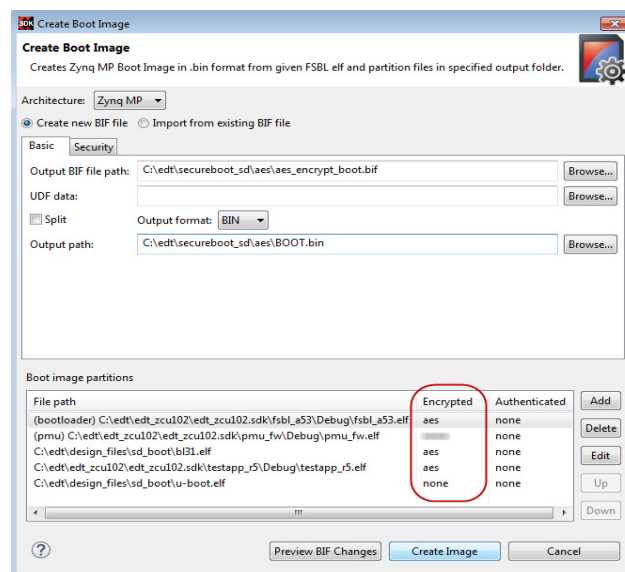 SDK Create Boot Image
Create Boot Image
Creates Zynq MP Boot Image in .bin format from given FSBL elf and partition files in specified output folder.
Architecture: Zynq MP
Create new BIF file Import from existing BIF file
Basic Security
Output BIF file path: C:\edt\secureboot_sd\aes\aes_encrypt_boot.bif Browse...
UDF data: Browse...
Split Output format: BIN
Output path: C:\edt\secureboot_sd\aes\BOOT.bin Browse...
Boot image partitions
File path Encrypted Authenticated Add
(bootloader) C:\edt\edt_zcu102\edt_zcu102.sdk\fsbl_a53\Debug\fsbl_a53.elf aes none
(pmu) C:\edt\edt_zcu102\edt_zcu102.sdk\pmu_fw\Debug\pmu_fw.elf none Delete
C:\edt\design_files\sd_boot\bl31.elf aes none Edit
C:\edt\edt_zcu102\edt_zcu102.sdk\testapp_r5\Debug\testapp_r5.elf aes none
C:\edt\design_files\sd_boot\u-boot.elf none none Up
Down
? Preview BIF Changes Create Image Cancel